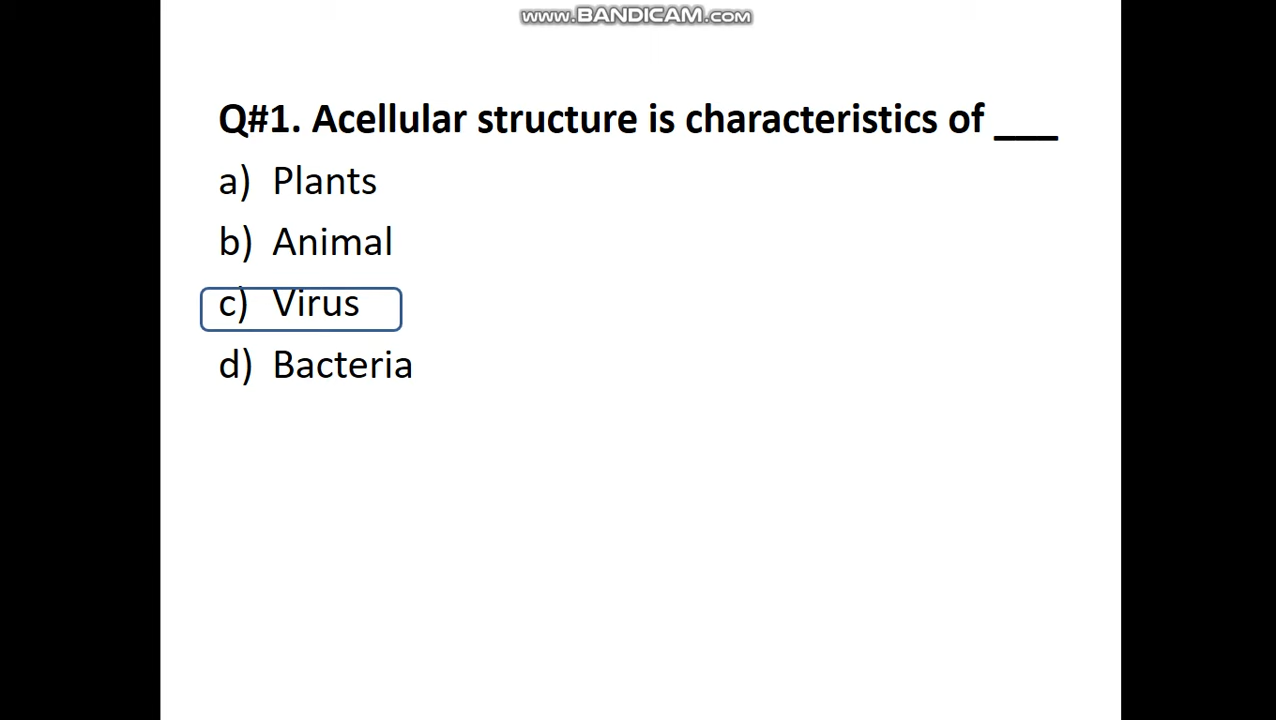 www.BANDICAM.com
Q#1. Acellular structure is characteristics of ___
a) Plants
b) Animal
c) Virus
d) Bacteria